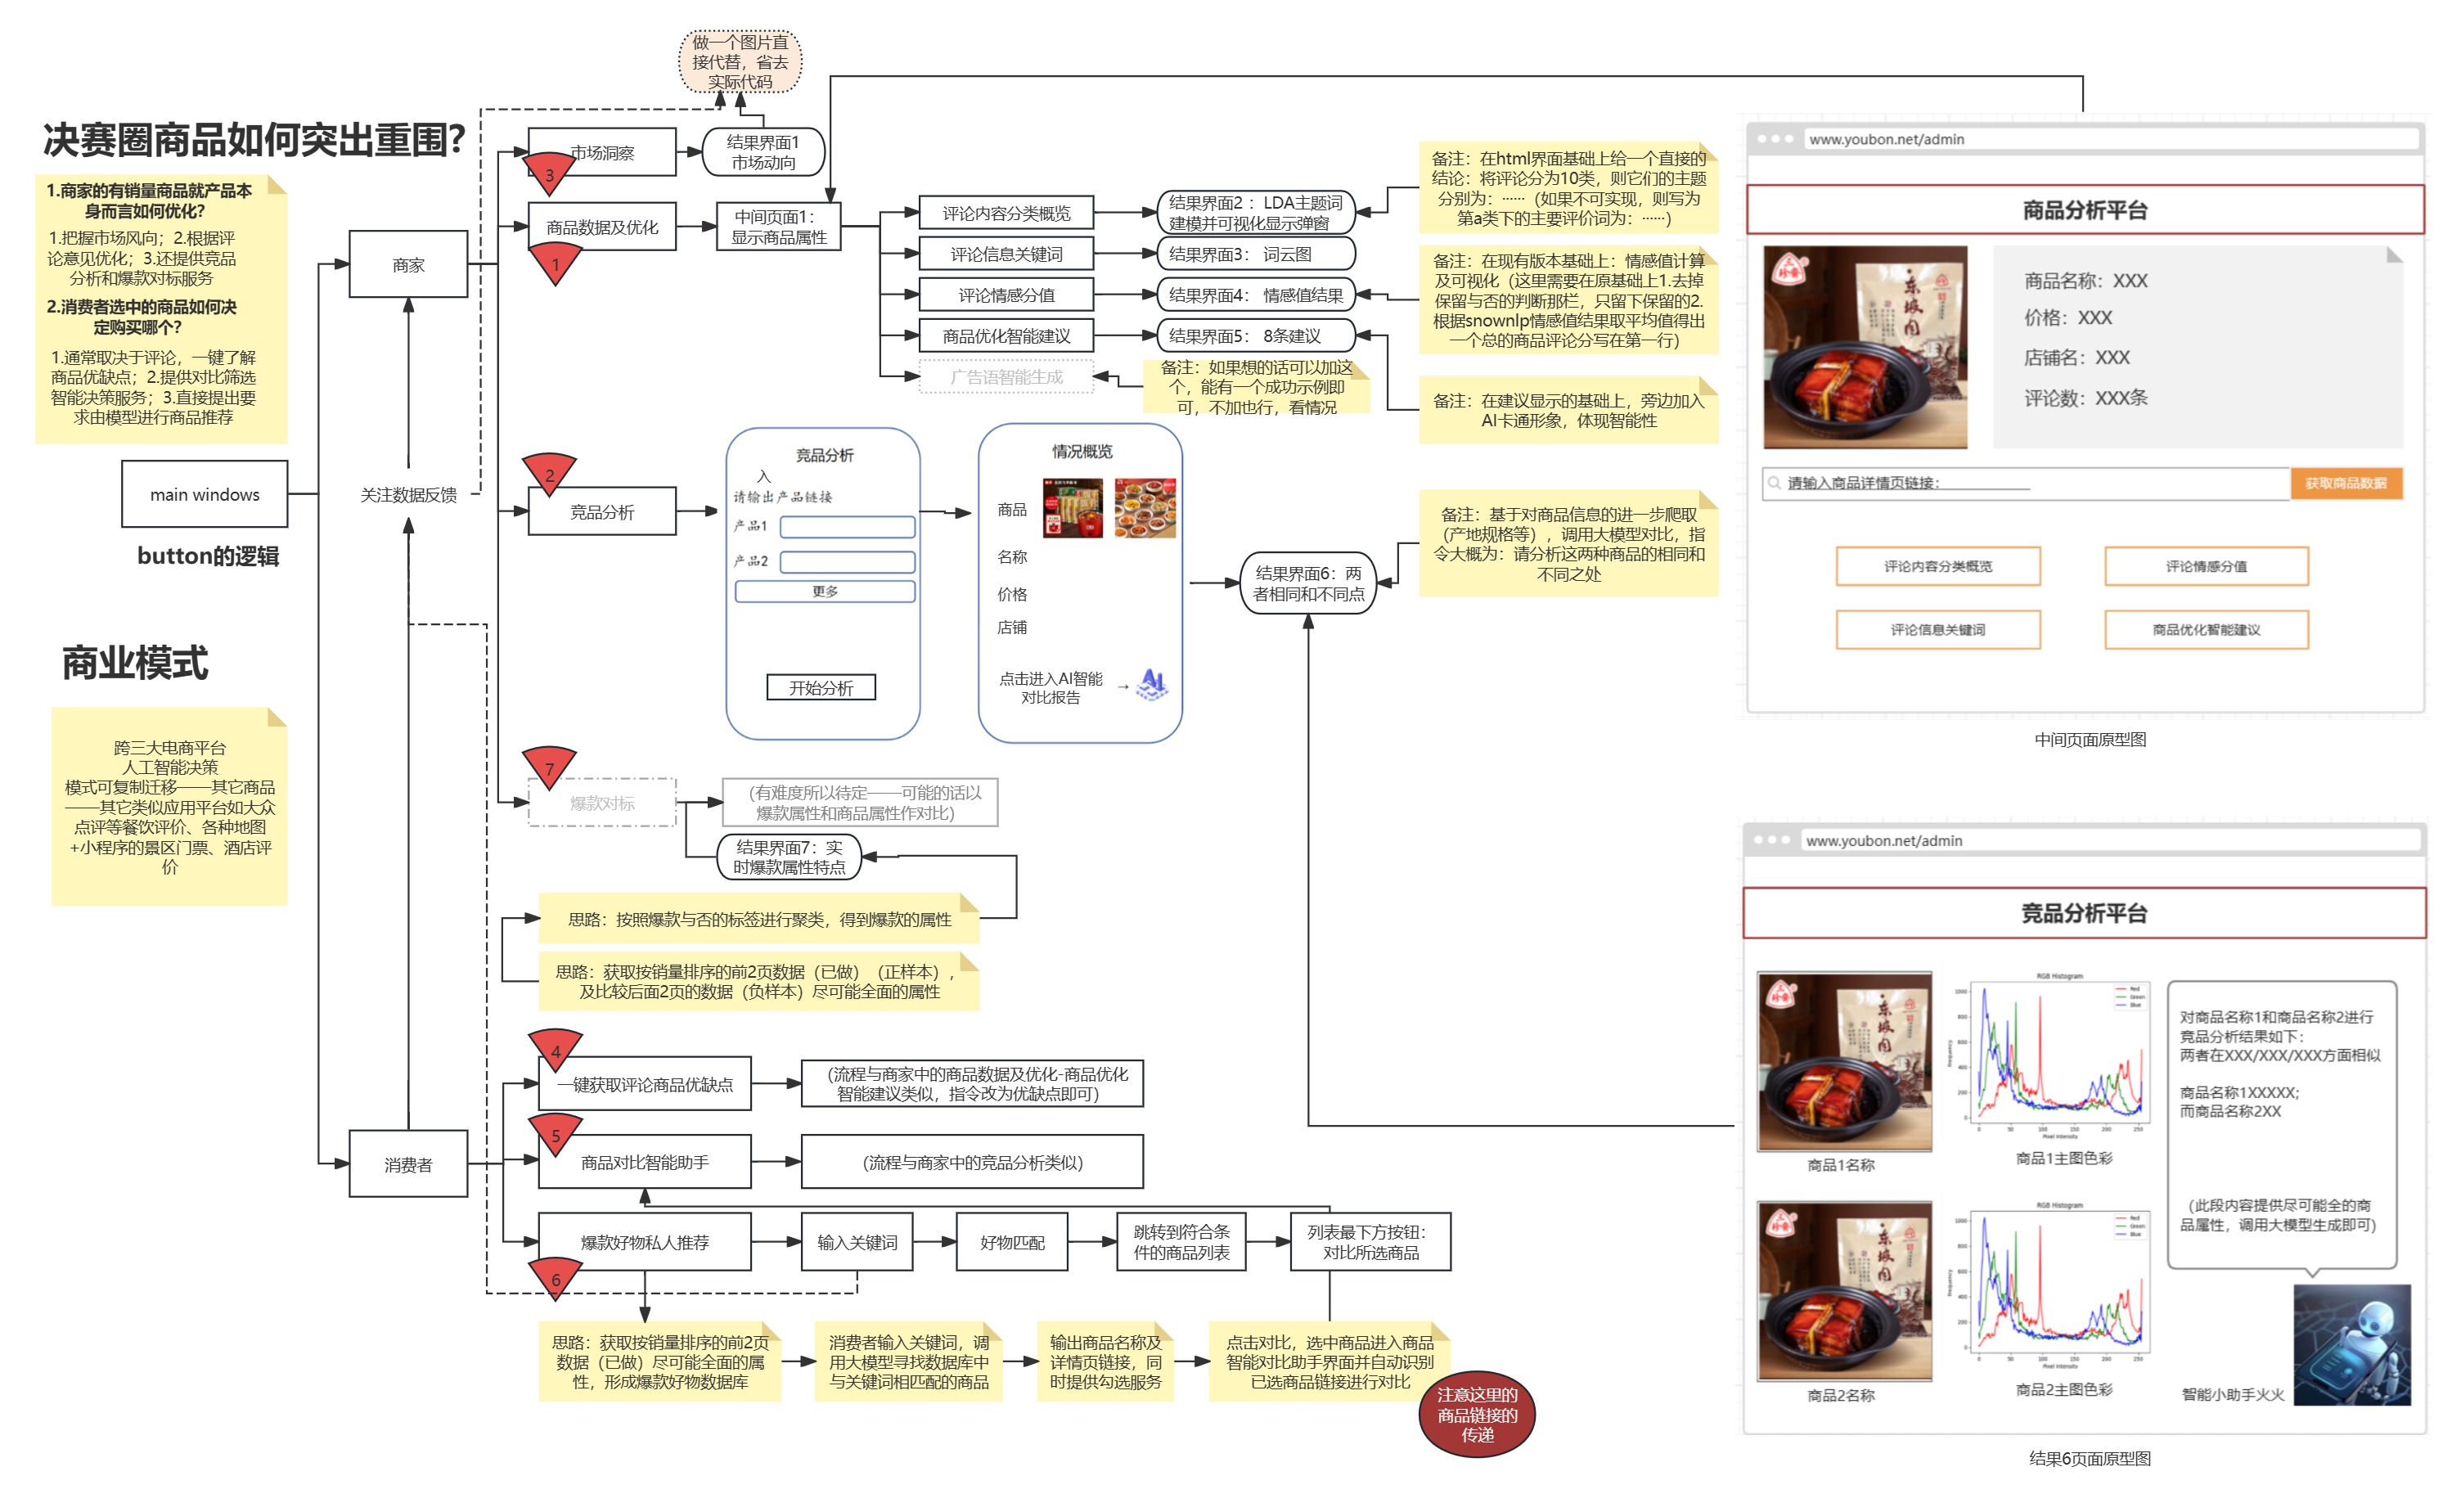 做一个图片直
接代替，省去
实际代码
决赛圈商品如何突出重围？
1.商家的有销量商品就产品本
身而言如何优化？
1.把握市场风向；2.根据评
论意见优化；3.还提供竞品
分析和爆款对标服务
2.消费者选中的商品如何决
定购买哪个？
1.通常取决于评论，一键了解
商品优缺点；2.提供对比筛选
智能决策服务；3.直接提出要
求由模型进行商品推荐
main windows
button的逻辑
商业模式
跨三大电商平台
人工智能决策
模式可复制迁移——其它商品
——其它类似应用平台如大众
点评等餐饮评价、各种地图
+小程序的景区门票、酒店评
价
商家
关注数据反馈
消费者
市场洞察
3
结果界面1
市场动向
商品数据及优化
1
中间页面1：
显示商品属性
评论内容分类概览
结果界面2 ：LDA主题词
建模并可视化显示弹窗
评论信息关键词
结果界面3： 词云图
评论情感分值
结果界面4： 情感值结果
商品优化智能建议
结果界面5： 8条建议
广告语智能生成
备注：如果想的话可以加这
个，能有一个成功示例即
可，不加也行，看情况
备注：在html界面基础上给一个直接的
结论：将评论分为10类，则它们的主题
分别为：······（如果不可实现，则写为
第a类下的主要评价词为：······）
备注：在现有版本基础上：情感值计算
及可视化（这里需要在原基础上1.去掉
保留与否的判断那栏，只留下保留的2.
根据snownlp情感值结果取平均值得出
一个总的商品评论分写在第一行）
备注：在建议显示的基础上，旁边加入
AI卡通形象，体现智能性
2
竞品分析
竞品分析
入
请输出产品链接
产品1
产品2
更多
开始分析
情况概览
商品
名称
价格
店铺
点击进入AI智能
对比报告
→
AI
结果界面6：两
者相同和不同点
备注：基于对商品信息的进一步爬取
（产地规格等），调用大模型对比，指
令大概为：请分析这两种商品的相同和
不同之处
7
爆款对标
（有难度所以待定——可能的话以
爆款属性和商品属性作对比）
结果界面7：实
时爆款属性特点
思路：按照爆款与否的标签进行聚类，得到爆款的属性
思路：获取按销量排序的前2页数据（已做）（正样本），
及比较后面2页的数据（负样本）尽可能全面的属性
4
一键获取评论商品优缺点
（流程与商家中的商品数据及优化-商品优化
智能建议类似，指令改为优缺点即可）
5
商品对比智能助手
（流程与商家中的竞品分析类似）
爆款好物私人推荐
6
输入关键词
好物匹配
跳转到符合条
件的商品列表
列表最下方按钮：
对比所选商品
思路：获取按销量排序的前2页
数据（已做）尽可能全面的属
性，形成爆款好物数据库
消费者输入关键词，调
用大模型寻找数据库中
与关键词相匹配的商品
输出商品名称及
详情页链接，同
时提供勾选服务
点击对比，选中商品进入商品
智能对比助手界面并自动识别
已选商品链接进行对比
注意这里的
商品链接的
传递
www.youbon.net/admin
商品分析平台
东坡肉
商品名称：XXX
价格：XXX
店铺名：XXX
评论数：XXX条
请输入商品详情页链接：
获取商品数据
评论内容分类概览
评论情感分值
评论信息关键词
商品优化智能建议
中间页面原型图
www.youbon.net/admin
竞品分析平台
东坡肉
商品1名称
RGB Histogram
Red
Green
Blue
Frequency
1000
800
600
400
200
0
0 50 100 150 200 250
Pixel Intensity
商品1主图色彩
东坡肉
商品2名称
RGB Histogram
Red
Green
Blue
Frequency
1000
800
600
400
200
0
0 50 100 150 200 250
Pixel Intensity
商品2主图色彩
对商品名称1和商品名称2进行
竞品分析结果如下：
两者在XXX/XXX/XXX方面相似
商品名称1XXXXX；
而商品名称2XX
（此段内容提供尽可能全的商
品属性，调用大模型生成即可）
智能小助手火火
结果6页面原型图